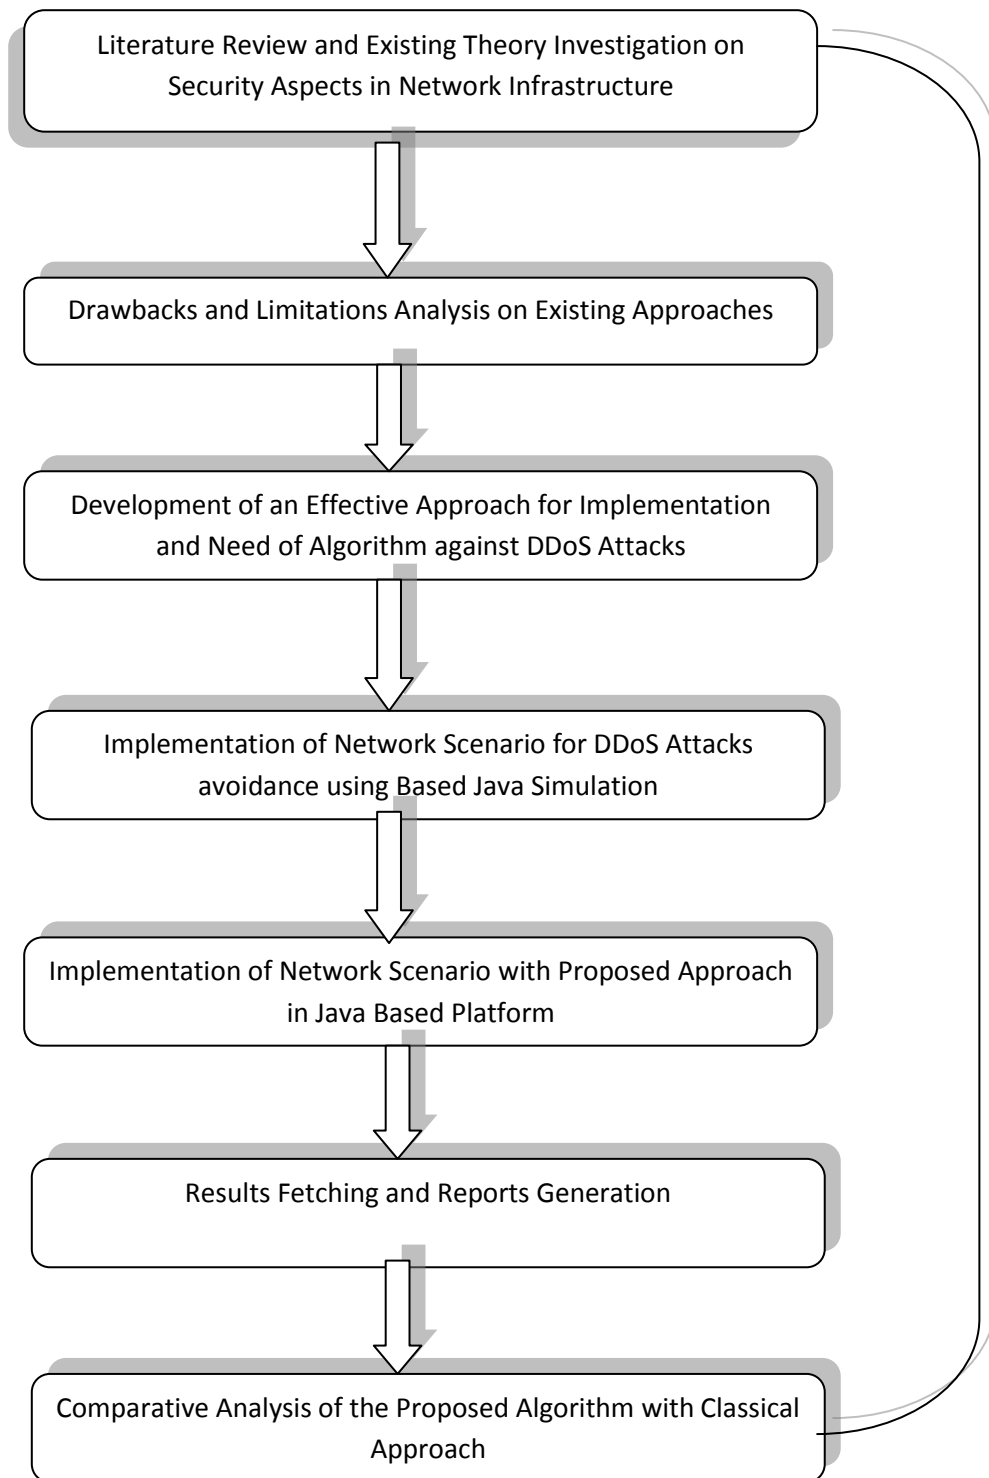 Literature Review and Existing Theory Investigation on
Security Aspects in Network Infrastructure
Drawbacks and Limitations Analysis on Existing Approaches
Development of an Effective Approach for Implementation
and Need of Algorithm against DDoS Attacks
Implementation of Network Scenario for DDoS Attacks
avoidance using Based Java Simulation
Implementation of Network Scenario with Proposed Approach
in Java Based Platform
Results Fetching and Reports Generation
Comparative Analysis of the Proposed Algorithm with Classical
Approach